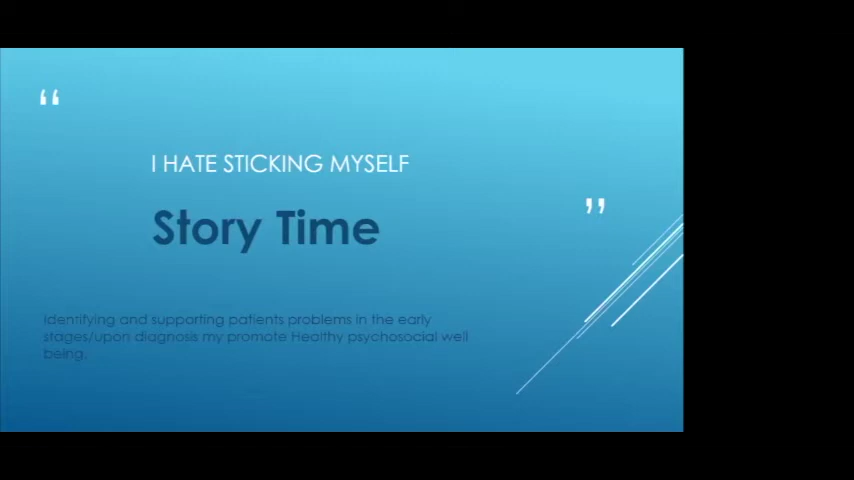 “
I HATE STICKING MYSELF
Story Time
”
Identifying and supporting patients problems in the early
stages/upon diagnosis my promote Healthy psychosocial well
being.